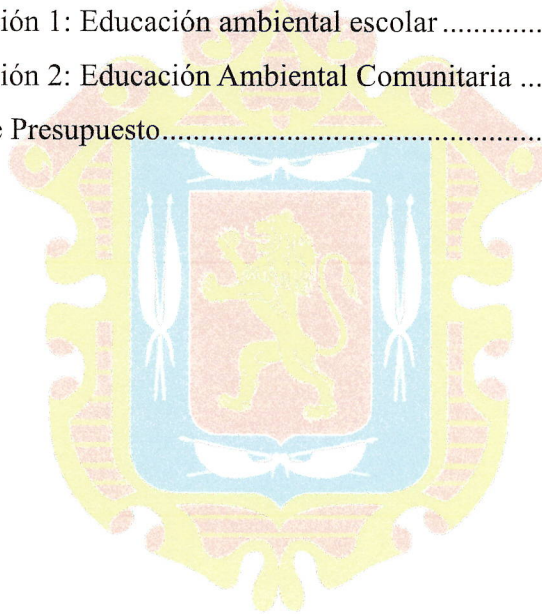 ión 1: Educación ambiental escolar..............
ión 2: Educación Ambiental Comunitaria ...
e Presupuesto..................................................